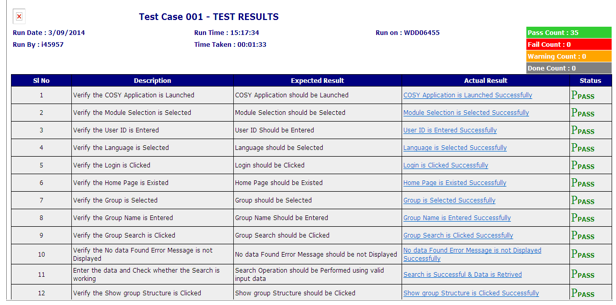 Test Case 001 - TEST RESULTS
Run Date : 3/09/2014 Run Time : 15:17:34 Run on : WDD06455 Pass Count : 35
Run By : i45957 Time Taken : 00:01:33 Fail Count : 0
Warning Count : 0
Done Count : 0
Sl No Description Expected Result Actual Result Status
1 Verify the COSY Application is Launched COSY Application should be Launched COSY Application is Launched Successfully PPASS
2 Verify the Module Selection is Selected Module Selection should be Selected Module Selection is Selected Successfully PPASS
3 Verify the User ID is Entered User ID Should be Entered User ID is Entered Successfully PPASS
4 Verify the Language is Selected Language should be Selected Language is Selected Successfully PPASS
5 Verify the Login is Clicked Login should be Clicked Login is Clicked Successfully PPASS
6 Verify the Home Page is Existed Home Page should be Existed Home Page is Existed Successfully PPASS
7 Verify the Group is Selected Group should be Selected Group is Selected Successfully PPASS
8 Verify the Group Name is Entered Group Name Should be Entered Group Name is Entered Successfully PPASS
9 Verify the Group Search is Clicked Group Search should be Clicked Group Search is Clicked Successfully PPASS
10 Verify the No data Found Error Message is not
Displayed No data Found Error Message should be not Displayed No data Found Error Message is not Displayed
Successfully PPASS
11 Enter the data and Check whether the Search is
working Search Operation should be Performed using valid
input data Search is Successful & Data is Retrived PPASS
12 Verify the Show group Structure is Clicked Show group Structure should be Clicked Show group Structure is Clicked Successfully PPASS